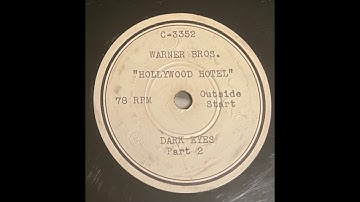 C-3352
WARNER BROS.
"HOLLYWOOD HOTEL"
78 RPM
Outside
Start
DARK EYES
Part 2